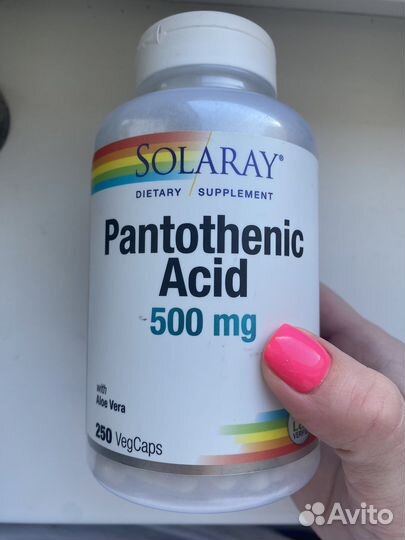 SOLARAY®
DIETARY SUPPLEMENT
Pantothenic
Acid
500 mg
with
Aloe Vera
250 VegCaps
Avito